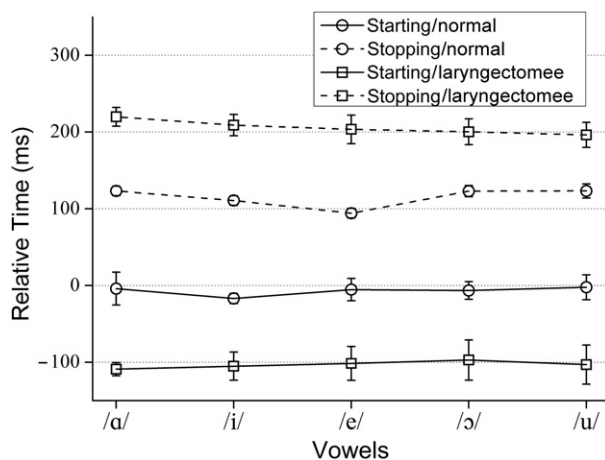 Starting/normal
Stopping/normal
Starting/laryngectomee
Stopping/laryngectomee
300
200
100
0
−100
Relative Time (ms)
/ɑ/ /i/ /e/ /ɔ/ /u/
Vowels